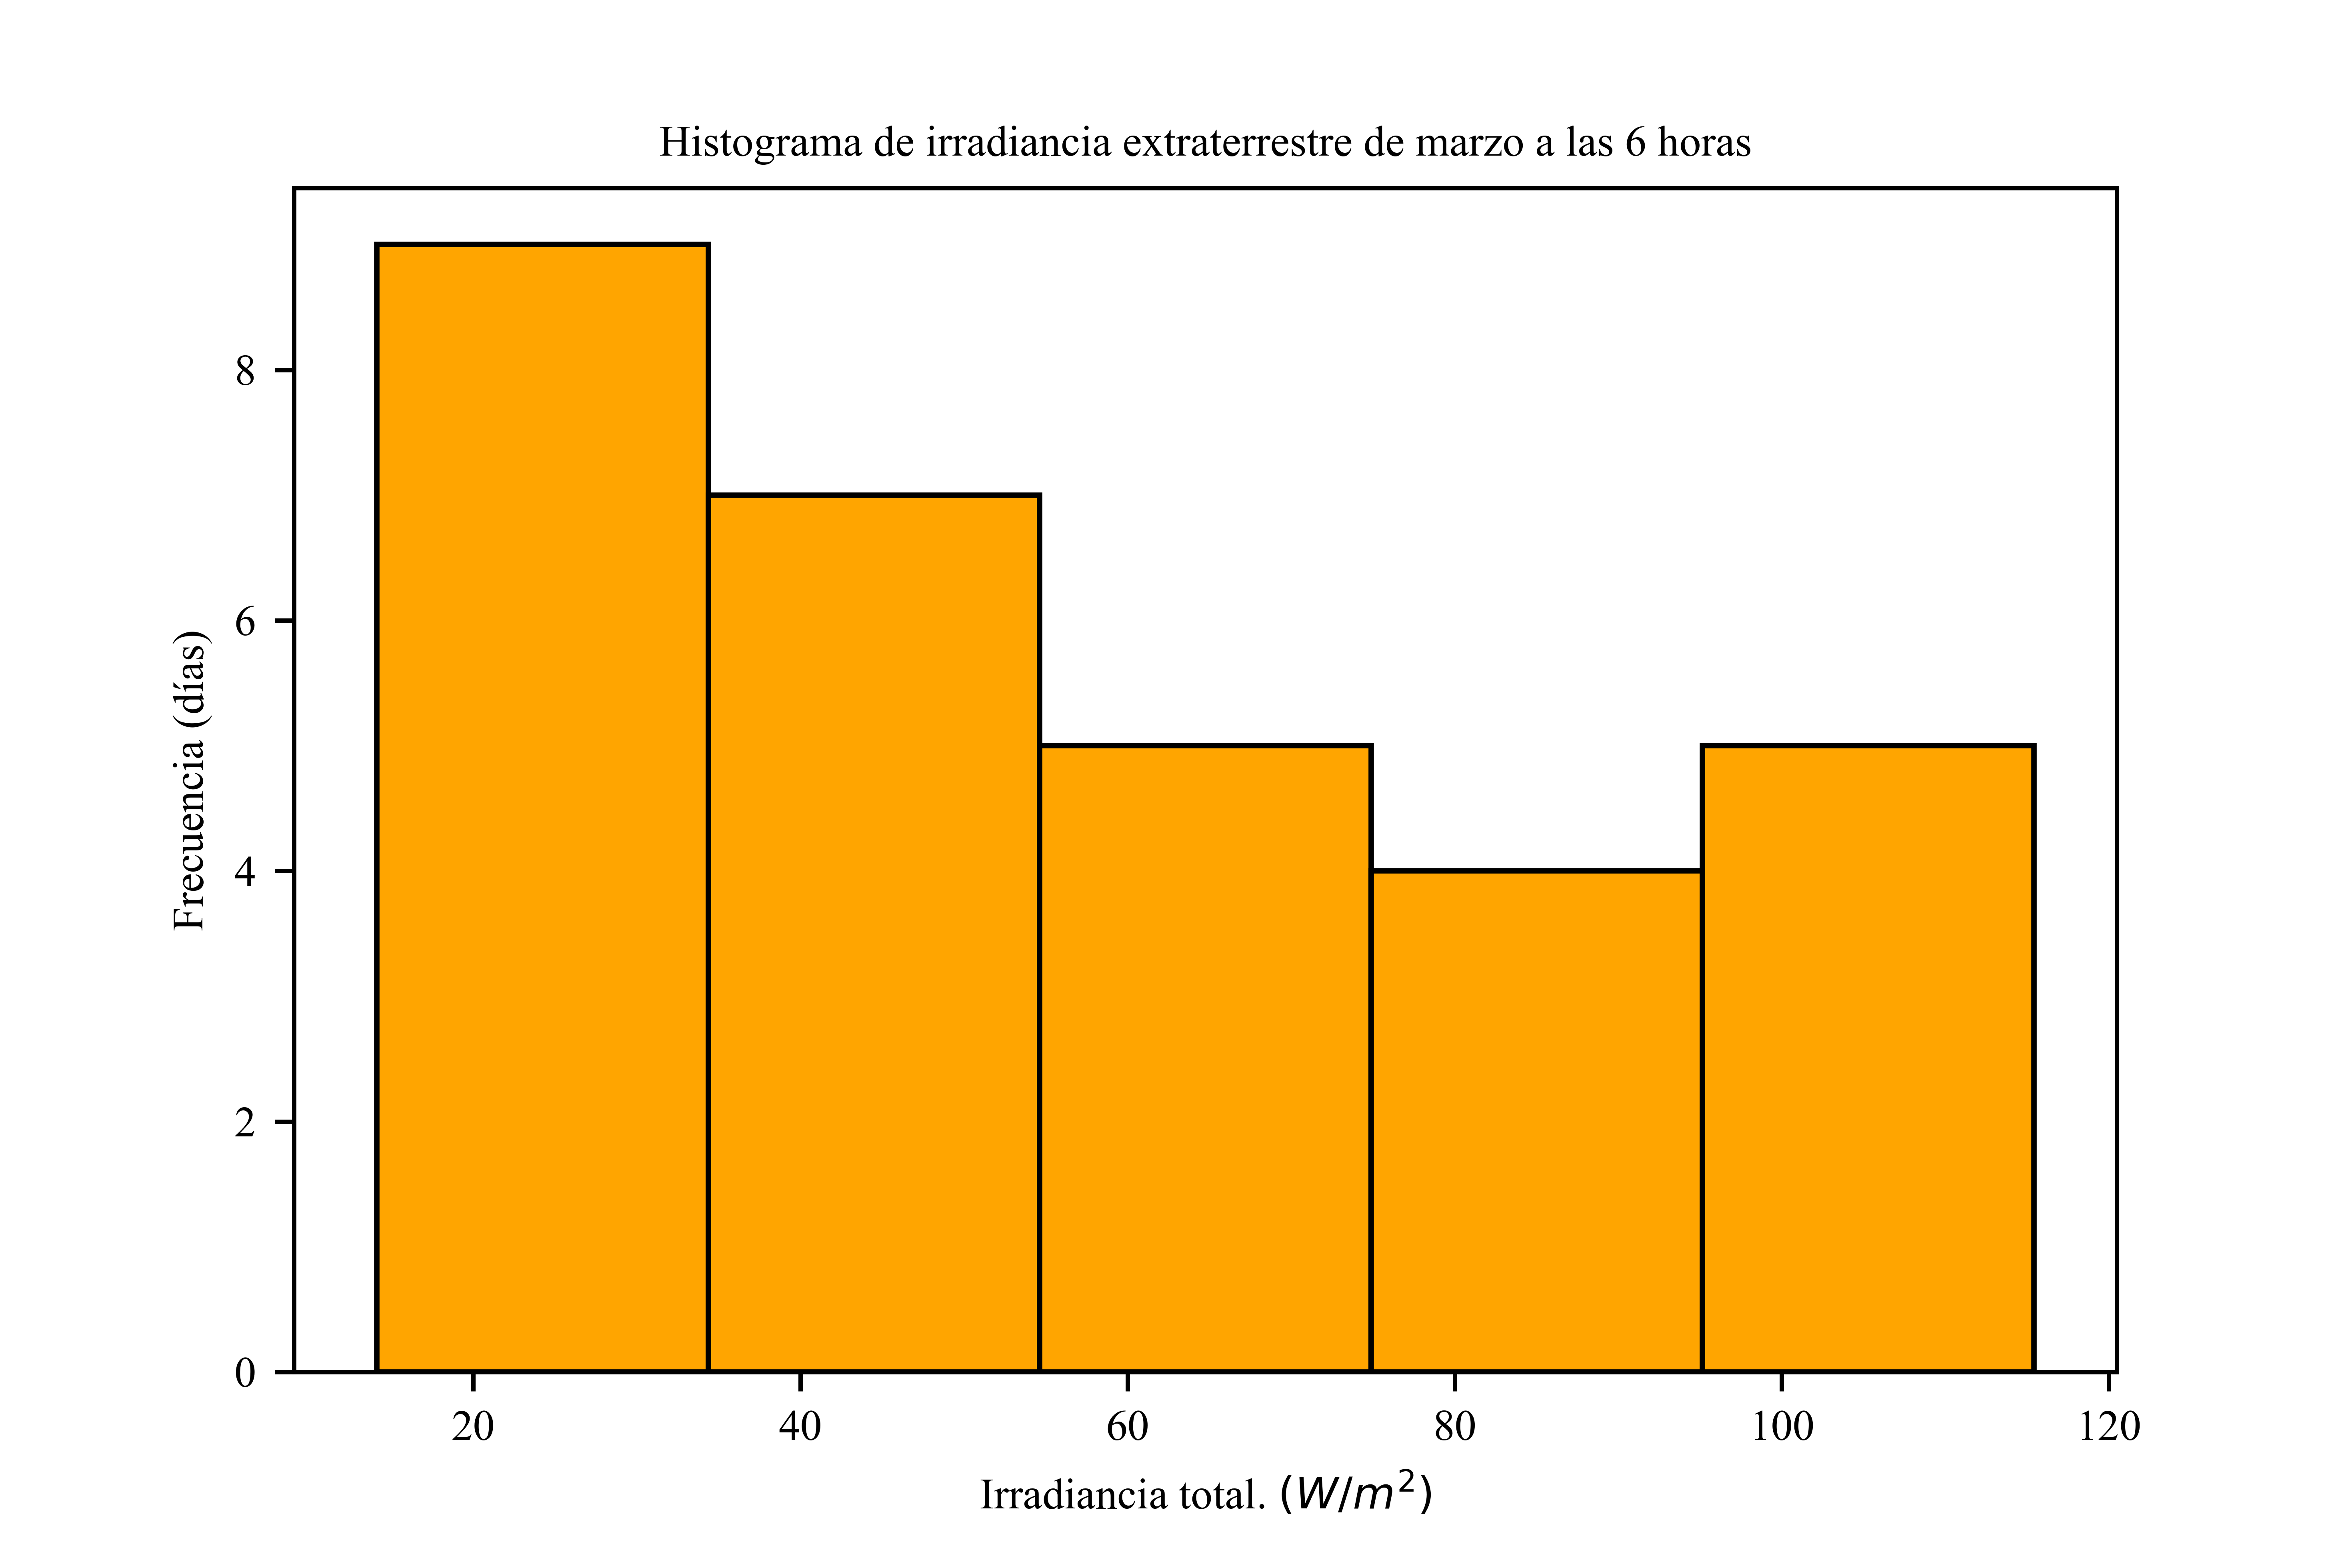 Histograma de irradiancia extraterrestre de marzo a las 6 horas
Frecuencia (días)
8
6
4
2
0
20 40 60 80 100 120
Irradiancia total. (W/m²)